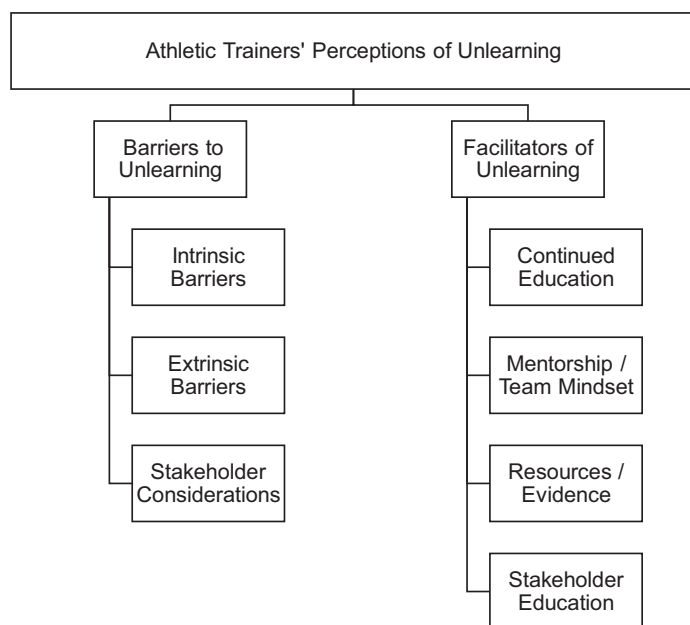 Athletic Trainers' Perceptions of Unlearning
Barriers to
Unlearning
Intrinsic
Barriers
Extrinsic
Barriers
Stakeholder
Considerations
Facilitators of
Unlearning
Continued
Education
Mentorship /
Team Mindset
Resources /
Evidence
Stakeholder
Education